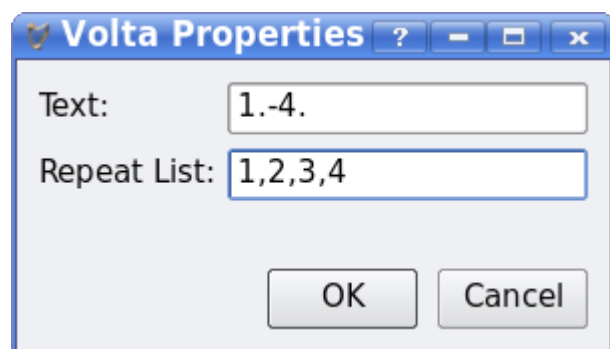 Volta Properties ?
Text: 1.-4.
Repeat List: 1,2,3,4
OK Cancel